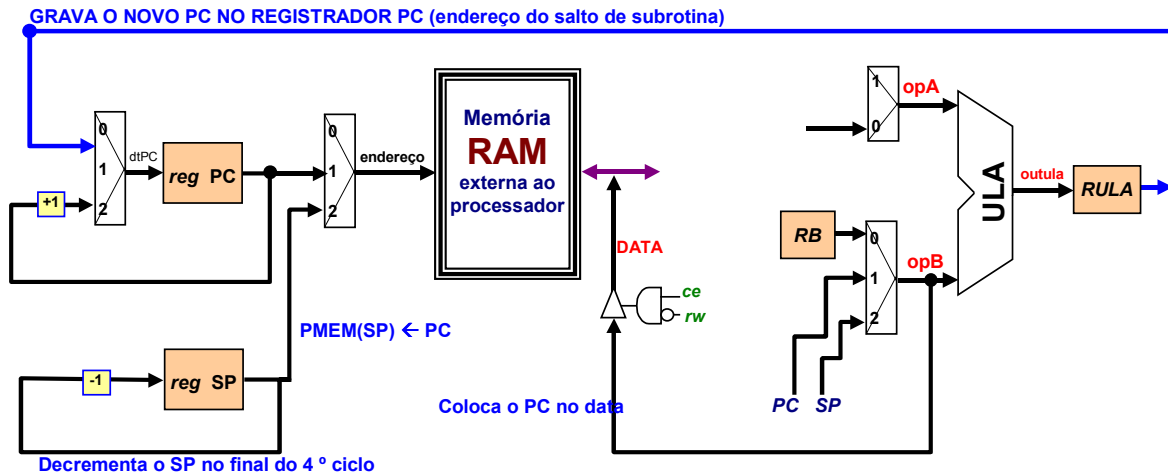 GRAVA O NOVO PC NO REGISTRADOR PC (endereço do salto de subrotina)
0
1
2
dtPC
reg PC
+1
0
1
2
endereço
Memória
RAM
externa ao
processador
DATA
ce
rw
1
0
opA
RB
0
1
2
opB
ULA
outula
RULA
PMEM(SP) ← PC
-1
reg SP
Coloca o PC no data
PC
SP
Decrementa o SP no final do 4 º ciclo